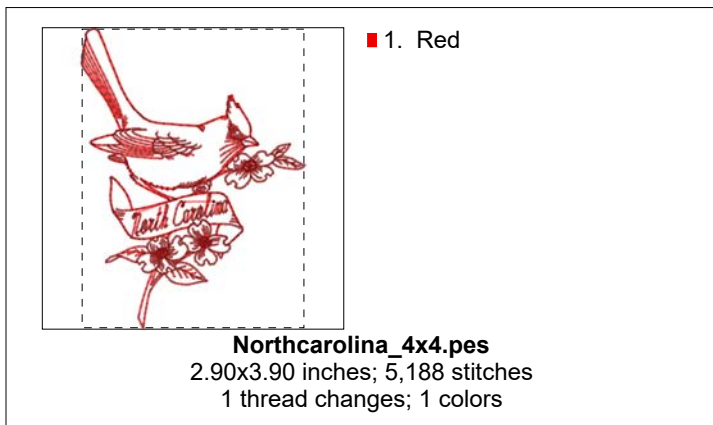 1. Red
North Carolina
Northcarolina_4x4.pes
2.90x3.90 inches; 5,188 stitches
1 thread changes; 1 colors